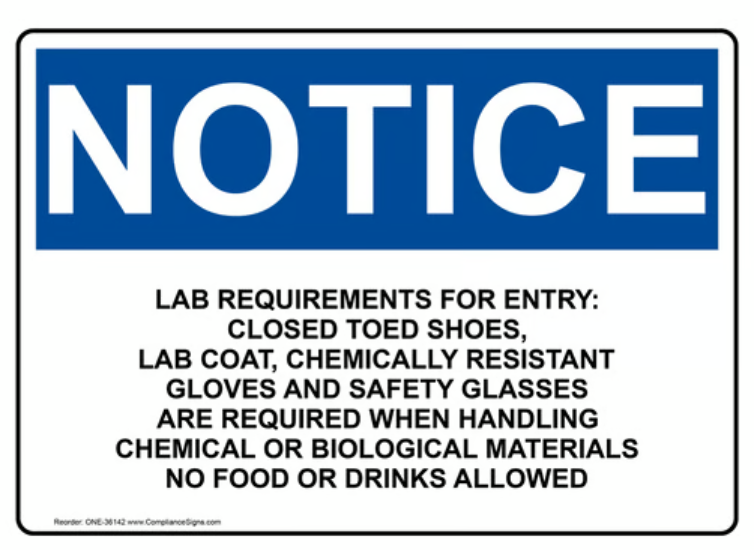 NOTICE
LAB REQUIREMENTS FOR ENTRY:
CLOSED TOED SHOES,
LAB COAT, CHEMICALLY RESISTANT
GLOVES AND SAFETY GLASSES
ARE REQUIRED WHEN HANDLING
CHEMICAL OR BIOLOGICAL MATERIALS
NO FOOD OR DRINKS ALLOWED
Reorder: ONE-36142 www.ComplianceSigns.com